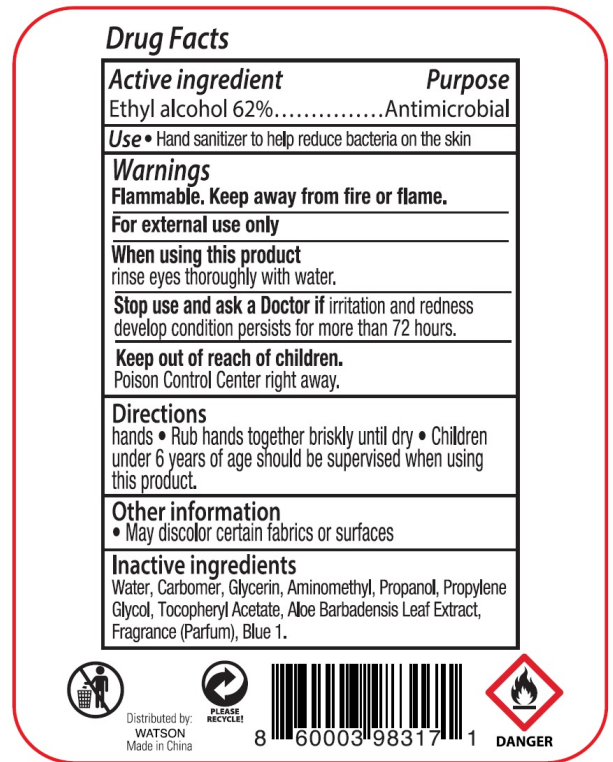 Drug Facts
Active ingredient Purpose
Ethyl alcohol 62%...............Antimicrobial
Use • Hand sanitizer to help reduce bacteria on the skin
Warnings
Flammable. Keep away from fire or flame.
For external use only
When using this product
rinse eyes thoroughly with water.
Stop use and ask a Doctor if irritation and redness
develop condition persists for more than 72 hours.
Keep out of reach of children.
Poison Control Center right away.
Directions
hands • Rub hands together briskly until dry • Children
under 6 years of age should be supervised when using
this product.
Other information
• May discolor certain fabrics or surfaces
Inactive ingredients
Water, Carbomer, Glycerin, Aminomethyl, Propanol, Propylene
Glycol, Tocopheryl Acetate, Aloe Barbadensis Leaf Extract,
Fragrance (Parfum), Blue 1.
Distributed by:
WATSON
Made in China
PLEASE
RECYCLE!
8 60003 98317 1
DANGER